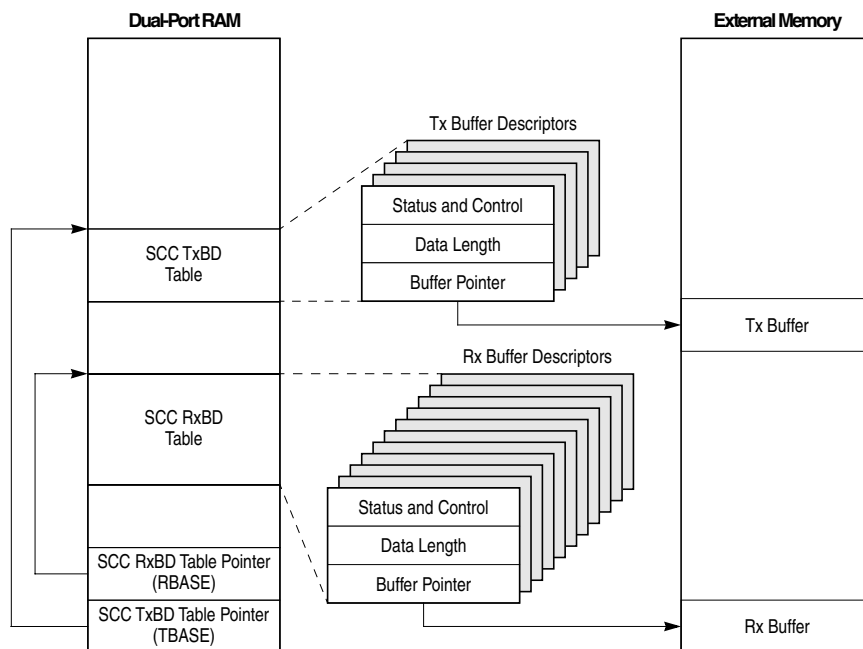 Dual-Port RAM
External Memory
Tx Buffer Descriptors
Status and Control
Data Length
Buffer Pointer
SCC TxBD
Table
Tx Buffer
Rx Buffer Descriptors
SCC RxBD
Table
Status and Control
Data Length
Buffer Pointer
SCC RxBD Table Pointer
(RBASE)
SCC TxBD Table Pointer
(TBASE)
Rx Buffer